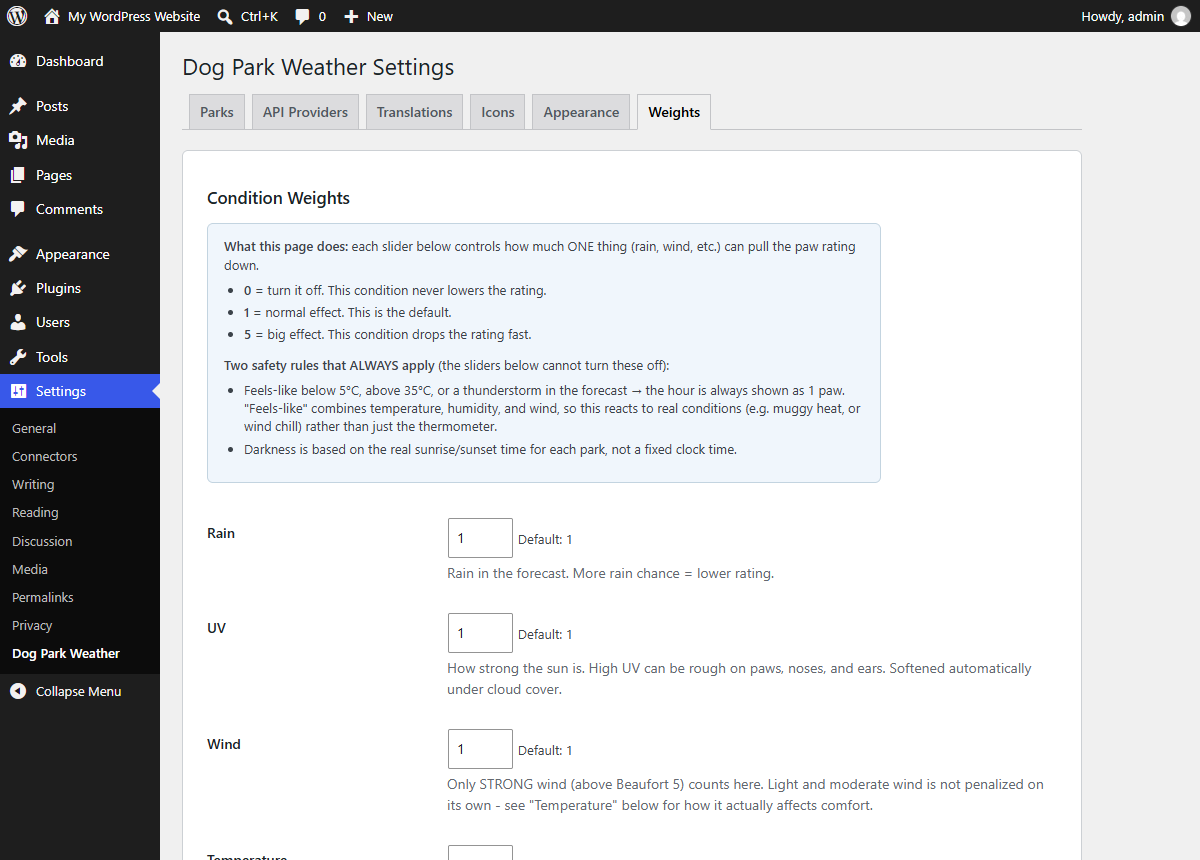 My WordPress Website Ctrl+K 0 New Howdy, admin
Dashboard
Posts
Media
Pages
Comments
Appearance
Plugins
Users
Tools
Settings
General
Connectors
Writing
Reading
Discussion
Media
Permalinks
Privacy
Dog Park Weather
Collapse Menu
Dog Park Weather Settings
Parks API Providers Translations Icons Appearance Weights
Condition Weights
What this page does: each slider below controls how much ONE thing (rain, wind, etc.) can pull the paw rating
down.
• 0 = turn it off. This condition never lowers the rating.
• 1 = normal effect. This is the default.
• 5 = big effect. This condition drops the rating fast.
Two safety rules that ALWAYS apply (the sliders below cannot turn these off):
• Feels-like below 5°C, above 35°C, or a thunderstorm in the forecast → the hour is always shown as 1 paw.
"Feels-like" combines temperature, humidity, and wind, so this reacts to real conditions (e.g. muggy heat, or
wind chill) rather than just the thermometer.
• Darkness is based on the real sunrise/sunset time for each park, not a fixed clock time.
Rain
1 Default: 1
Rain in the forecast. More rain chance = lower rating.
UV
1 Default: 1
How strong the sun is. High UV can be rough on paws, noses, and ears. Softened automatically
under cloud cover.
Wind
1 Default: 1
Only STRONG wind (above Beaufort 5) counts here. Light and moderate wind is not penalized on
its own - see "Temperature" below for how it actually affects comfort.
Temperature